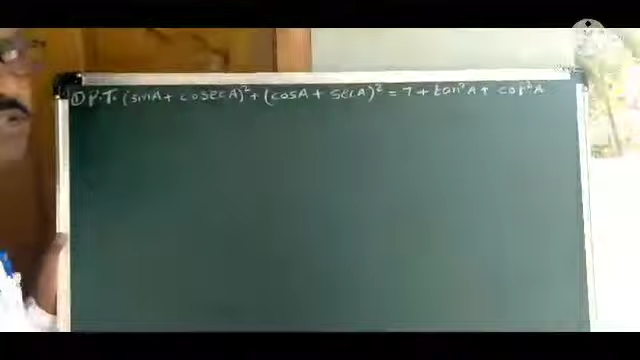 ① P.T. (sinA + cosecA)² + (cosA + secA)² = 7 + tan²A + cot²A